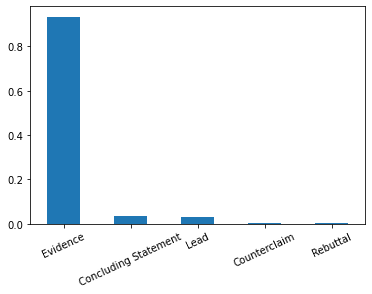 0.8
0.6
0.4
0.2
0.0
Evidence
Concluding Statement
Lead
Counterclaim
Rebuttal